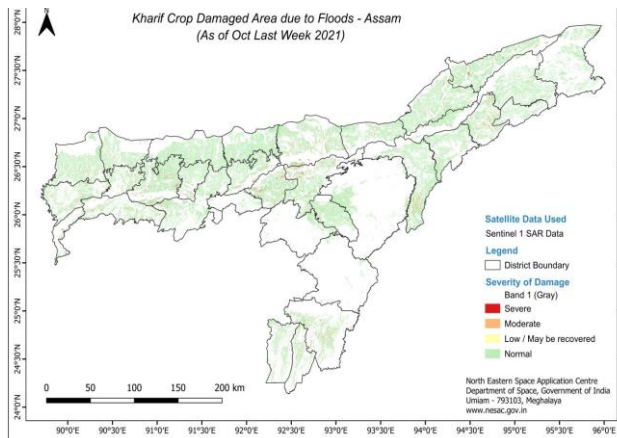 Kharif Crop Damaged Area due to Floods - Assam
(As of Oct Last Week 2021)
N
28°0'N
27°30'N
27°0'N
26°30'N
26°0'N
25°30'N
25°0'N
24°30'N
24°0'N
Satellite Data Used
Sentinel 1 SAR Data
Legend
District Boundary
Severity of Damage
Band 1 (Gray)
Severe
Moderate
Low / May be recovered
Normal
0 50 100 150 200 km
North Eastern Space Application Centre
Department of Space, Government of India
Umiam - 793103, Meghalaya
www.nesac.gov.in
90°0'E 90°30'E 91°0'E 91°30'E 92°0'E 92°30'E 93°0'E 93°30'E 94°0'E 94°30'E 95°0'E 95°30'E 96°0'E